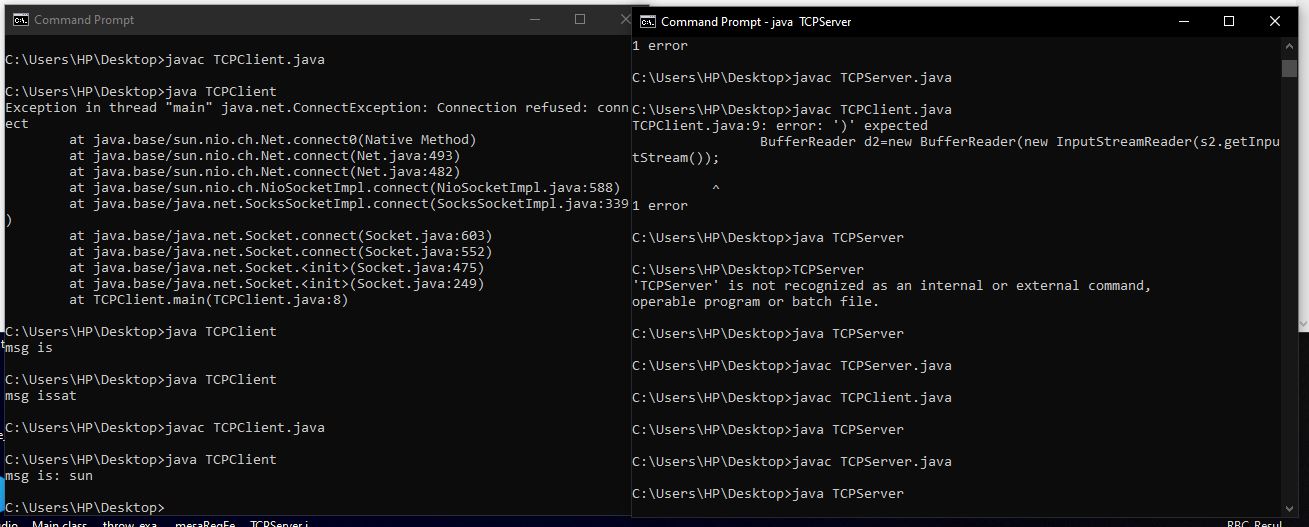 Command Prompt
C:\Users\HP\Desktop>javac TCPClient.java
C:\Users\HP\Desktop>java TCPClient
Exception in thread "main" java.net.ConnectException: Connection refused: conn
ect
at java.base/sun.nio.ch.Net.connect0(Native Method)
at java.base/sun.nio.ch.Net.connect(Net.java:493)
at java.base/sun.nio.ch.Net.connect(Net.java:482)
at java.base/sun.nio.ch.NioSocketImpl.connect(NioSocketImpl.java:588)
at java.base/java.net.SocksSocketImpl.connect(SocksSocketImpl.java:339
)
at java.base/java.net.Socket.connect(Socket.java:603)
at java.base/java.net.Socket.connect(Socket.java:552)
at java.base/java.net.Socket.<init>(Socket.java:475)
at java.base/java.net.Socket.<init>(Socket.java:249)
at TCPClient.main(TCPClient.java:8)
C:\Users\HP\Desktop>java TCPClient
msg is
C:\Users\HP\Desktop>java TCPClient
msg issat
C:\Users\HP\Desktop>javac TCPClient.java
C:\Users\HP\Desktop>java TCPClient
msg is: sun
C:\Users\HP\Desktop>
Command Prompt - java  TCPServer
1 error
C:\Users\HP\Desktop>javac TCPServer.java
C:\Users\HP\Desktop>javac TCPClient.java
TCPClient.java:9: error: ')' expected
BufferReader d2=new BufferReader(new InputStreamReader(s2.getInpu
tStream());
^
1 error
C:\Users\HP\Desktop>java TCPServer
C:\Users\HP\Desktop>TCPServer
'TCPServer' is not recognized as an internal or external command,
operable program or batch file.
C:\Users\HP\Desktop>java TCPServer
C:\Users\HP\Desktop>javac TCPServer.java
C:\Users\HP\Desktop>javac TCPClient.java
C:\Users\HP\Desktop>java TCPServer
C:\Users\HP\Desktop>javac TCPServer.java
C:\Users\HP\Desktop>java TCPServer